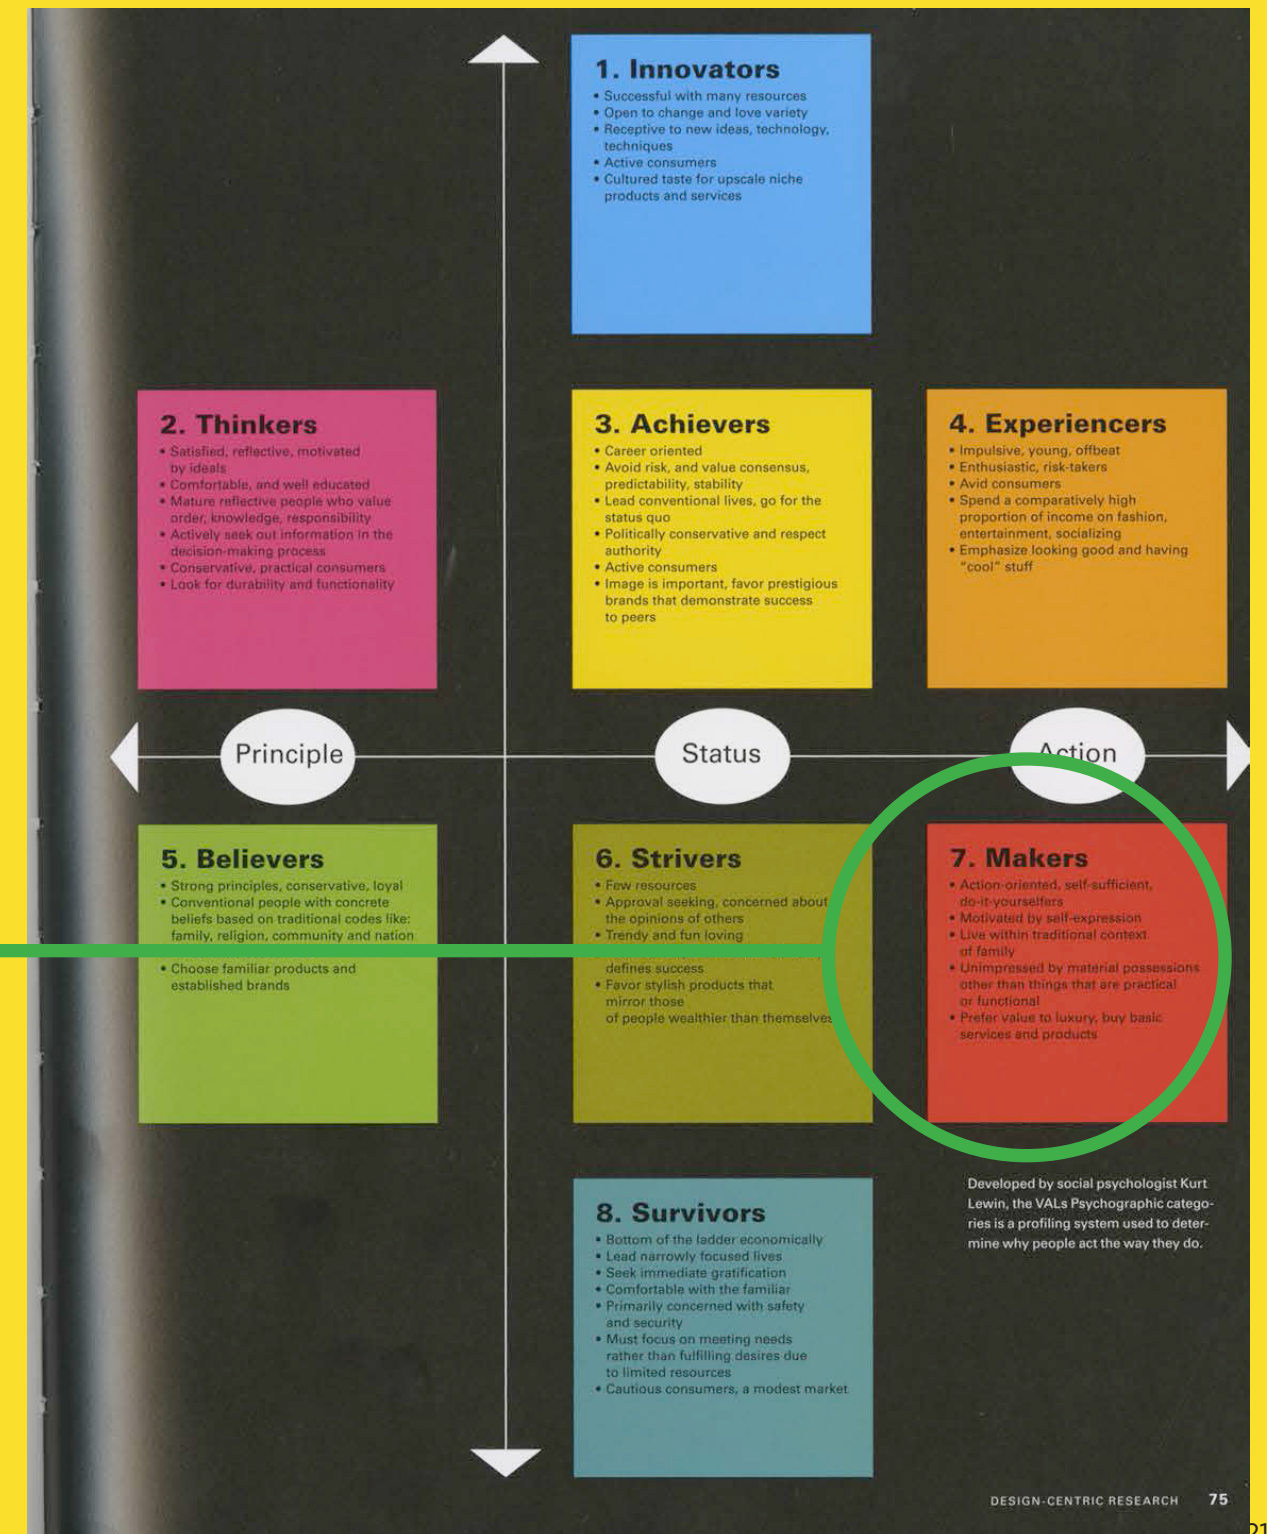 1. Innovators
• Successful with many resources
• Open to change and love variety
• Receptive to new ideas, technology,
techniques
• Active consumers
• Cultured taste for upscale niche
products and services
2. Thinkers
• Satisfied, reflective, motivated
by ideals
• Comfortable, and well educated
• Mature reflective people who value
order, knowledge, responsibility
• Actively seek out information in the
decision-making process
• Conservative, practical consumers
• Look for durability and functionality
3. Achievers
• Career oriented
• Avoid risk, and value consensus,
predictability, stability
• Lead conventional lives, go for the
status quo
• Politically conservative and respect
authority
• Active consumers
• Image is important, favor prestigious
brands that demonstrate success
to peers
4. Experiencers
• Impulsive, young, offbeat
• Enthusiastic, risk-takers
• Avid consumers
• Spend a comparatively high
proportion of income on fashion,
entertainment, socializing
• Emphasize looking good and having
"cool" stuff
Principle
Status
Action
5. Believers
• Strong principles, conservative, loyal
• Conventional people with concrete
beliefs based on traditional codes like:
family, religion, community and nation
• Choose familiar products and
established brands
6. Strivers
• Few resources
• Approval seeking, concerned about
the opinions of others
• Trendy and fun loving
defines success
• Favor stylish products that
mirror those
of people wealthier than themselves
7. Makers
• Action-oriented, self-sufficient,
do-it-yourselfers
• Motivated by self-expression
• Live within traditional context
of family
• Unimpressed by material possessions
other than things that are practical
or functional
• Prefer value to luxury, buy basic
services and products
8. Survivors
• Bottom of the ladder economically
• Lead narrowly focused lives
• Seek immediate gratification
• Comfortable with the familiar
• Primarily concerned with safety
and security
• Must focus on meeting needs
rather than fulfilling desires due
to limited resources
• Cautious consumers, a modest market
Developed by social psychologist Kurt
Lewin, the VALs Psychographic catego-
ries is a profiling system used to deter-
mine why people act the way they do.
DESIGN-CENTRIC RESEARCH 75
21